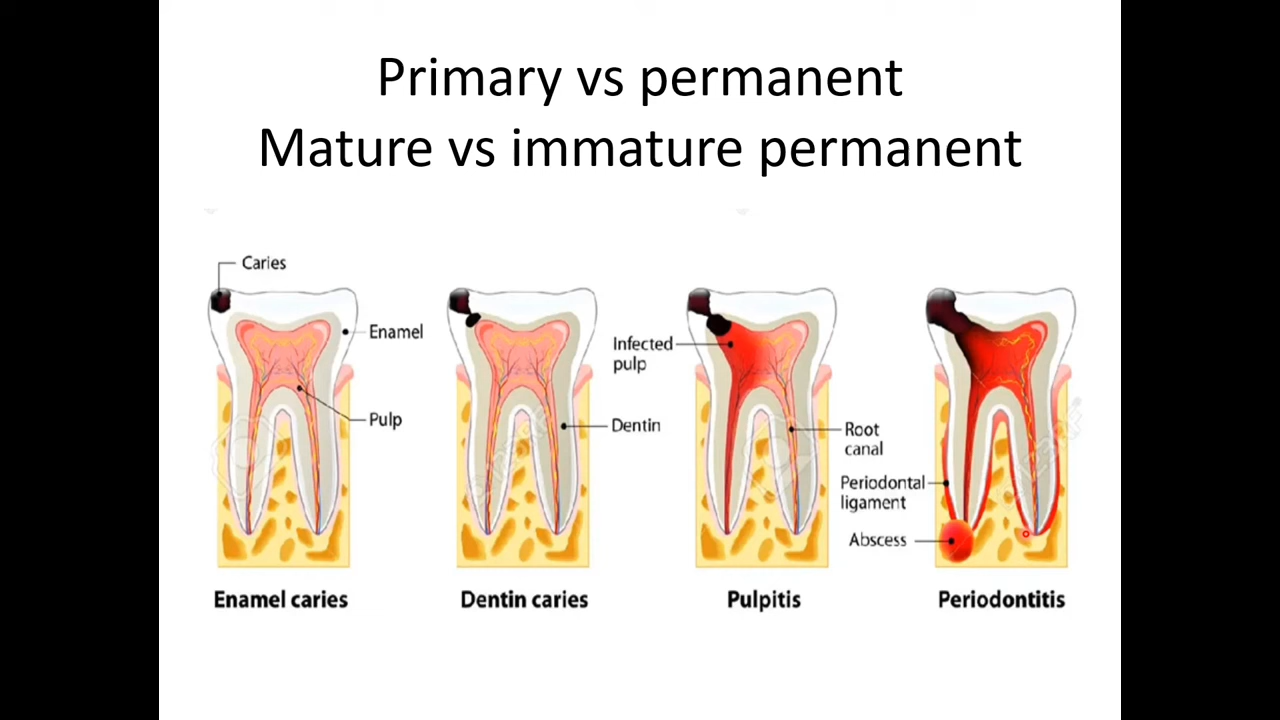 Primary vs permanent
Mature vs immature permanent
Caries
Enamel
Pulp
Infected
pulp
Dentin
Root
canal
Periodontal
ligament
Abscess
Enamel caries
Dentin caries
Pulpitis
Periodontitis